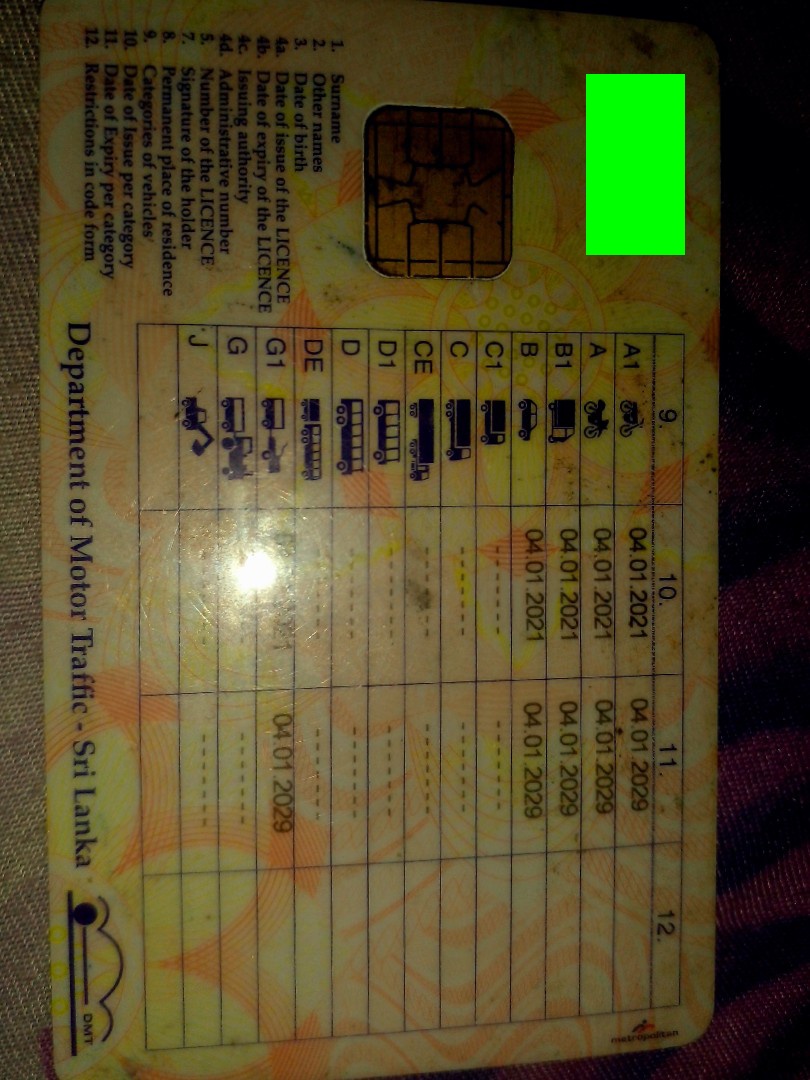 1. Surname
2. Other names
3. Date of birth
4a. Date of issue of the LICENCE
4b. Date of expiry of the LICENCE
4c. Issuing authority
4d. Administrative number
5. Number of the LICENCE
7. Signature of the holder
8. Permanent place of residence
9. Categories of vehicles
10. Date of Issue per category
11. Date of Expiry per category
12. Restrictions in code form
9. 10. 11. 12.
A1 04.01.2021 04.01.2029
A 04.01.2021 04.01.2029
B1 04.01.2021 04.01.2029
B 04.01.2021 04.01.2029
C1 ------ ------
C ------ ------
CE ------ ------
D1 ------ ------
D ------ ------
DE ------ ------
G1 04.01.2029
G ------ ------
J ------ ------
Department of Motor Traffic - Sri Lanka
DMT
metropolitan